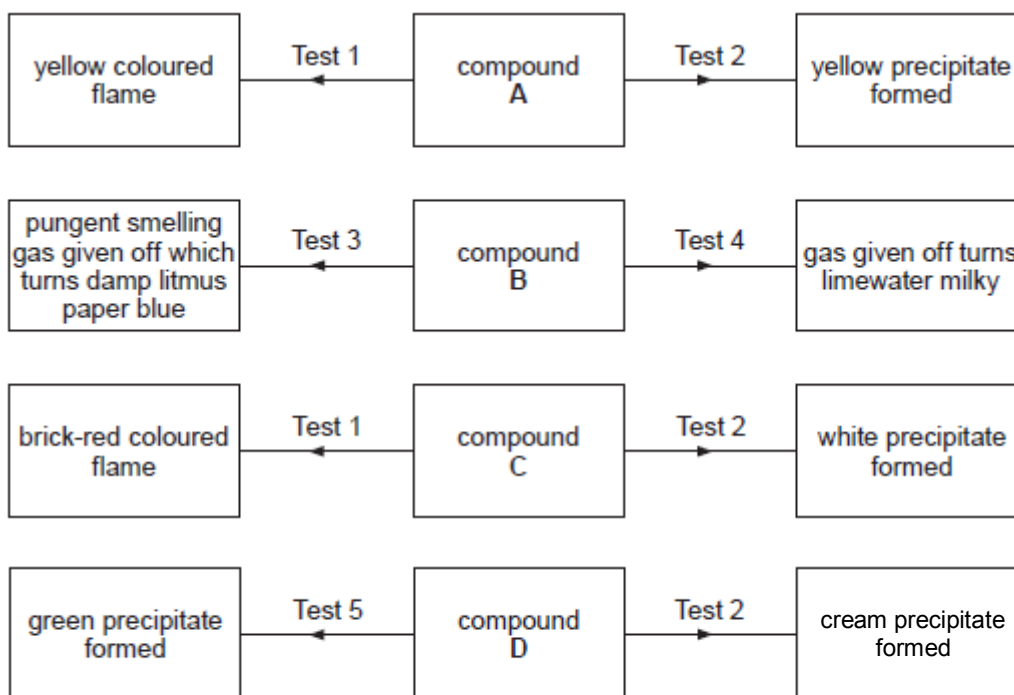 yellow coloured
flame
Test 1
compound
A
Test 2
yellow precipitate
formed
pungent smelling
gas given off which
turns damp litmus
paper blue
Test 3
compound
B
Test 4
gas given off turns
limewater milky
brick-red coloured
flame
Test 1
compound
C
Test 2
white precipitate
formed
green precipitate
formed
Test 5
compound
D
Test 2
cream precipitate
formed